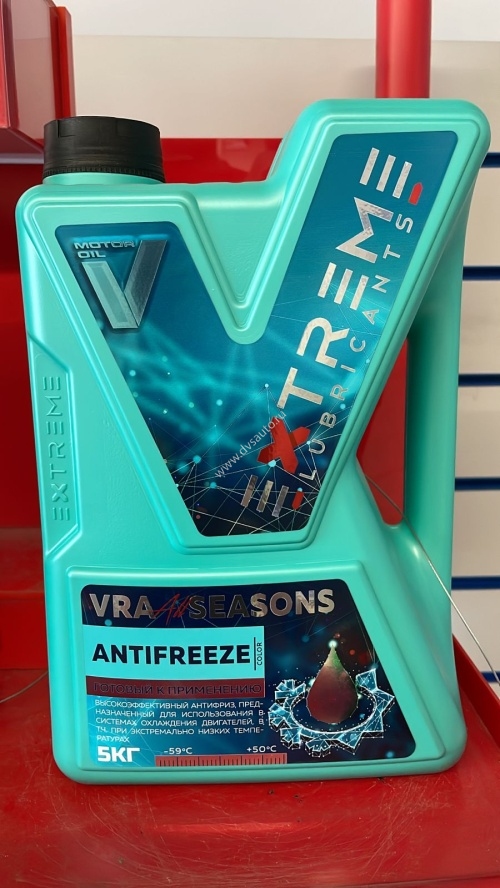 MOTOR
OIL
V
EXTREME
LUBRICANTS
EXTREME
www.dvsauto.ru
VRA All SEASONS
ANTIFREEZE
COLOR
ГОТОВЫЙ К ПРИМЕНЕНИЮ
ВЫСОКОЭФФЕКТИВНЫЙ АНТИФРИЗ, ПРЕД-
НАЗНАЧЕННЫЙ ДЛЯ ИСПОЛЬЗОВАНИЯ В
СИСТЕМАХ ОХЛАЖДЕНИЯ ДВИГАТЕЛЕЙ, В
Т.Ч. ПРИ ЭКСТРЕМАЛЬНО НИЗКИХ ТЕМПЕ-
РАТУРАХ
5КГ
-59°C +50°C